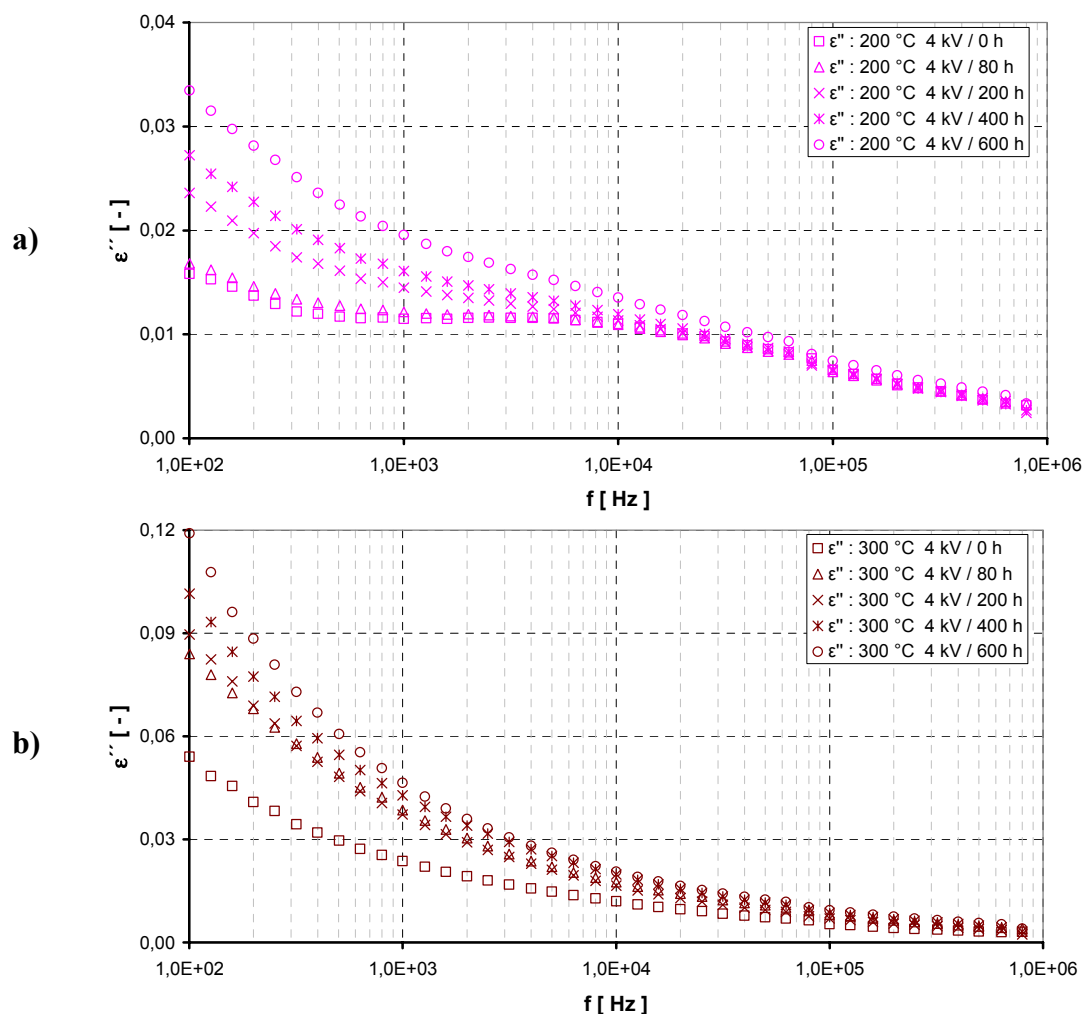 a)
0,04
0,03
0,02
0,01
0,00
ε´´ [ - ]
1,0E+02 1,0E+03 1,0E+04 1,0E+05 1,0E+06
f [ Hz ]
ε'' : 200 °C 4 kV / 0 h
ε'' : 200 °C 4 kV / 80 h
ε'' : 200 °C 4 kV / 200 h
ε'' : 200 °C 4 kV / 400 h
ε'' : 200 °C 4 kV / 600 h
b)
0,12
0,09
0,06
0,03
0,00
ε´´ [ - ]
1,0E+02 1,0E+03 1,0E+04 1,0E+05 1,0E+06
f [ Hz ]
ε'' : 300 °C 4 kV / 0 h
ε'' : 300 °C 4 kV / 80 h
ε'' : 300 °C 4 kV / 200 h
ε'' : 300 °C 4 kV / 400 h
ε'' : 300 °C 4 kV / 600 h